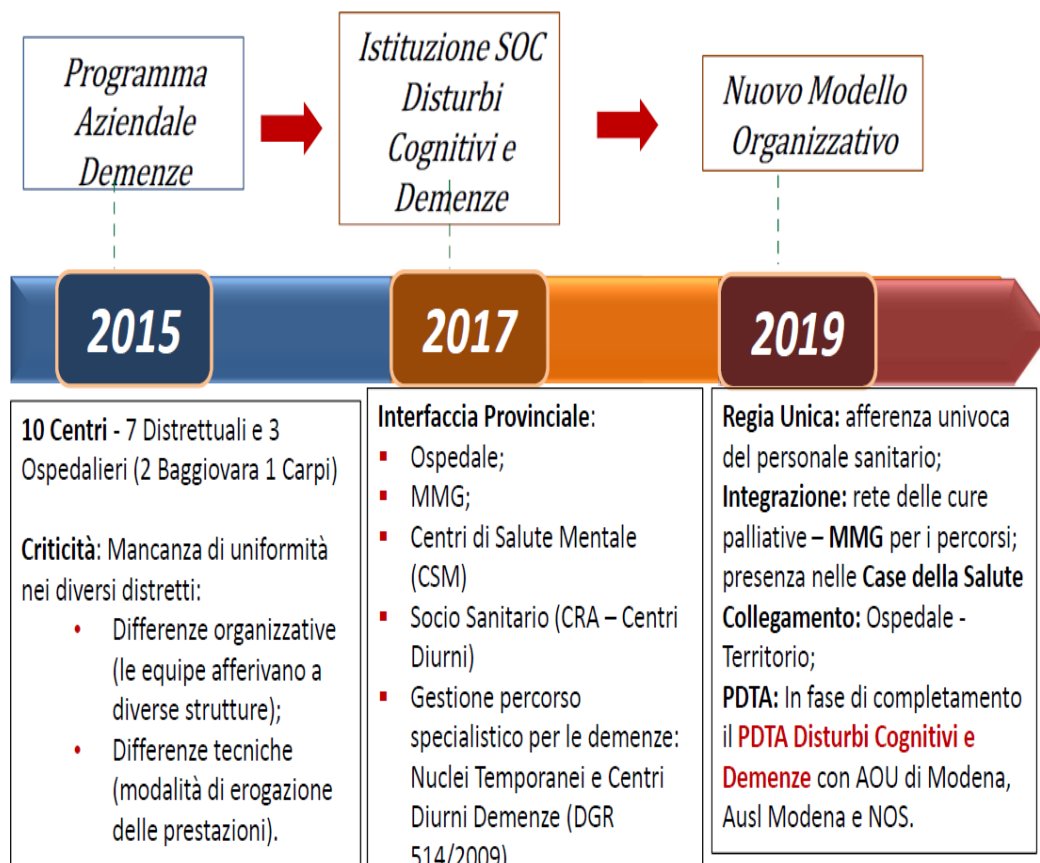 Programma
Aziendale
Demenze
Istituzione SOC
Disturbi
Cognitivi e
Demenze
Nuovo Modello
Organizzativo
2015
2017
2019
10 Centri - 7 Distrettuali e 3
Ospedalieri (2 Baggiovara 1 Carpi)
Criticità: Mancanza di uniformità
nei diversi distretti:
• Differenze organizzative
(le equipe afferivano a
diverse strutture);
• Differenze tecniche
(modalità di erogazione
delle prestazioni).
Interfaccia Provinciale:
▪ Ospedale;
▪ MMG;
▪ Centri di Salute Mentale
(CSM)
▪ Socio Sanitario (CRA – Centri
Diurni)
▪ Gestione percorso
specialistico per le demenze:
Nuclei Temporanei e Centri
Diurni Demenze (DGR
514/2009)
Regia Unica: afferenza univoca
del personale sanitario;
Integrazione: rete delle cure
palliative – MMG per i percorsi;
presenza nelle Case della Salute
Collegamento: Ospedale -
Territorio;
PDTA: In fase di completamento
il PDTA Disturbi Cognitivi e
Demenze con AOU di Modena,
Ausl Modena e NOS.